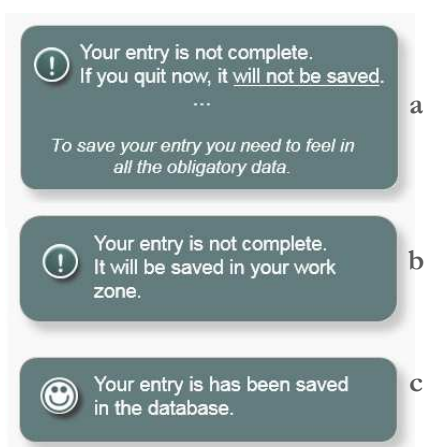 Your entry is not complete.
If you quit now, it will not be saved.
...
To save your entry you need to feel in
all the obligatory data.
a
Your entry is not complete.
It will be saved in your work
zone.
b
Your entry is has been saved
in the database.
c